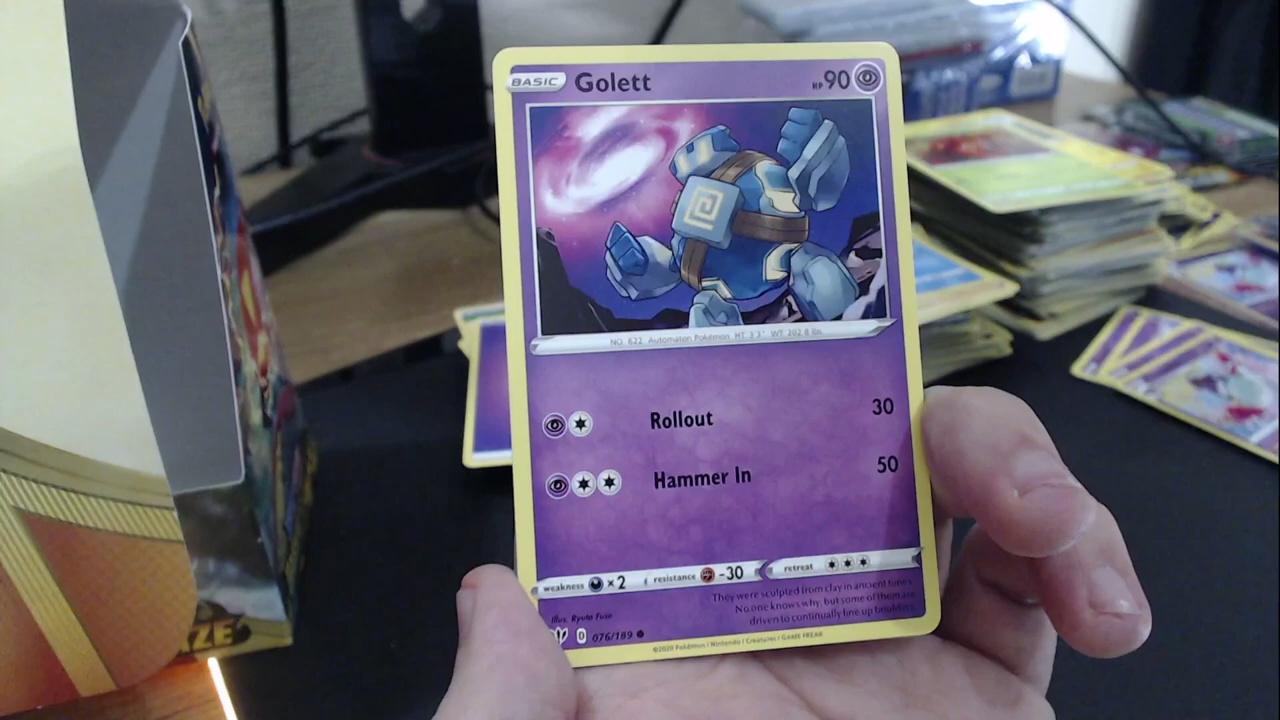 BASIC Golett HP 90
NO. 622 Automaton Pokémon HT: 3'3" WT: 202.8 lbs.
Rollout 30
Hammer In 50
weakness ×2 resistance -30 retreat
They were sculpted from clay in ancient times.
No one knows why, but some of them are
driven to continually line up boulders.
Illus. Ryuta Fuse
D 076/189
©2020 Pokémon / Nintendo / Creatures / GAME FREAK
ZE